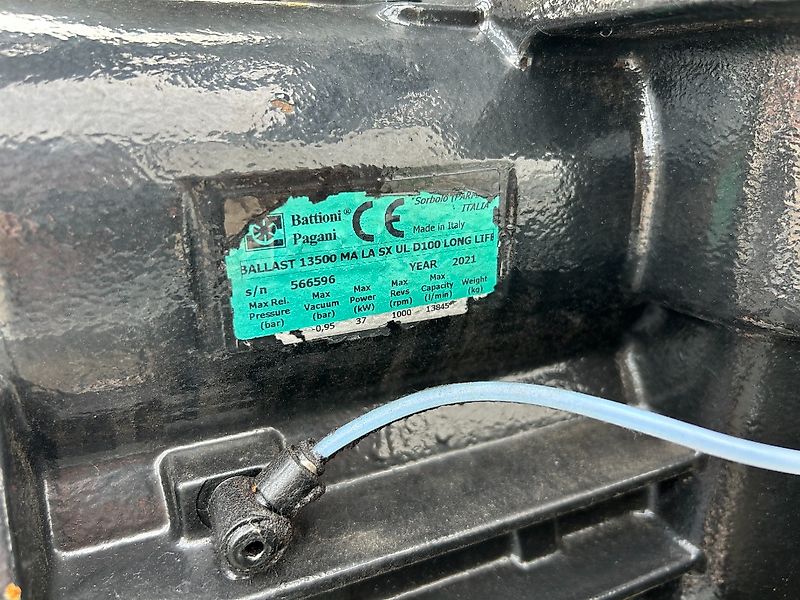 Battioni®
Pagani
CE
"Sorbolo
ITALIA
Made in Italy
BALLAST 13500 MA LA SX UL D100 LONG LIFE
s/n 566596 YEAR 2021
Max Rel. Max Max Max Max Weight
Pressure Vacuum Power Revs Capacity (kg)
(bar) (bar) (kW) (rpm) (l/min)
-0,95 37 1000 13845